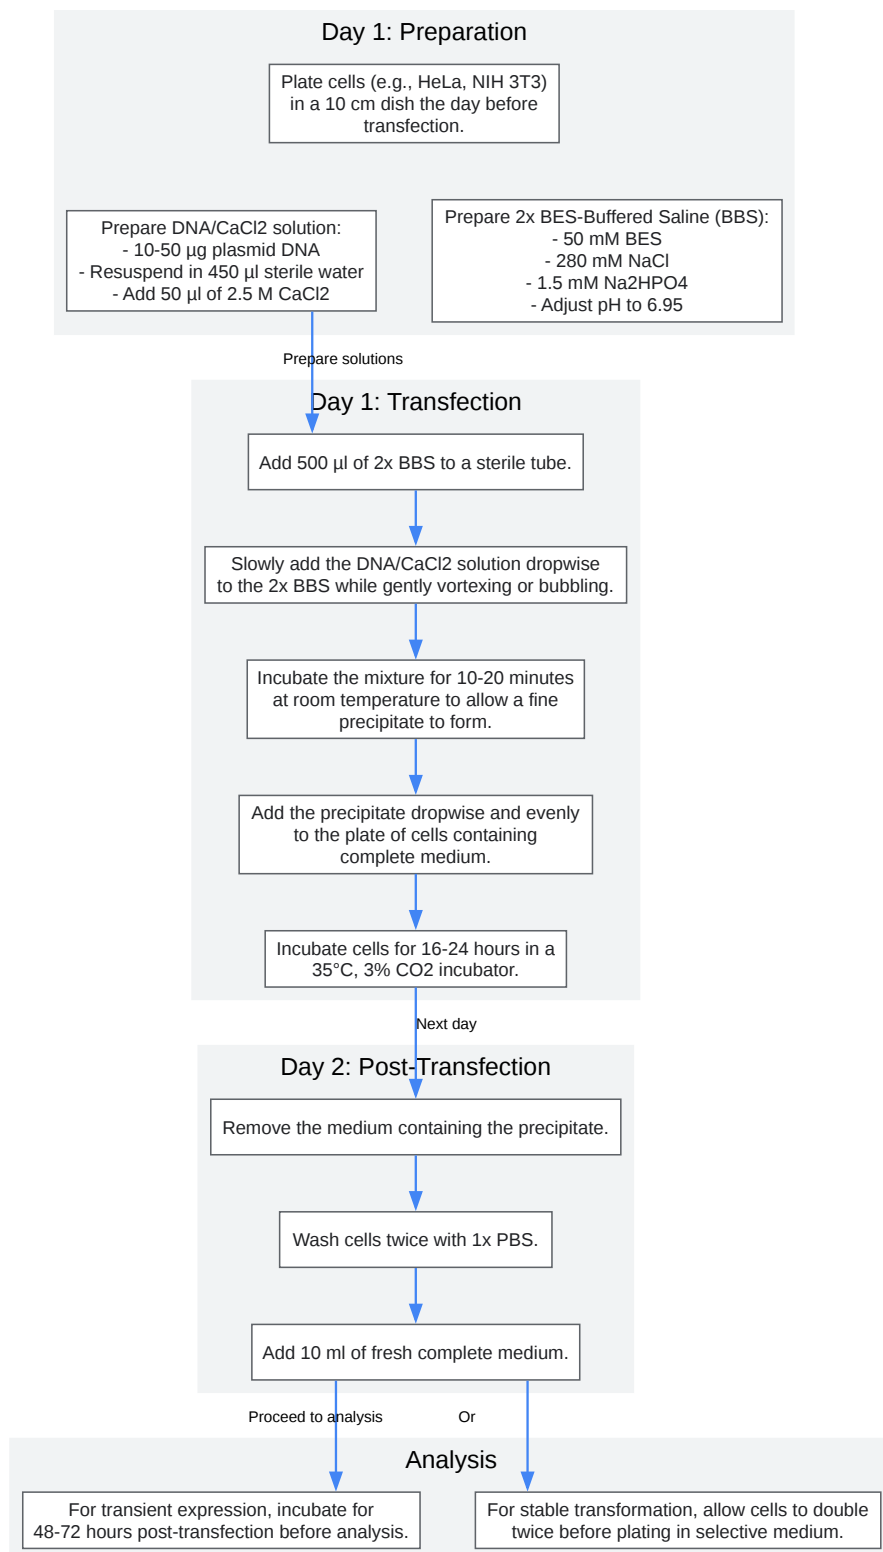 Day 1: Preparation
Plate cells (e.g., HeLa, NIH 3T3)
in a 10 cm dish the day before
transfection.
Prepare DNA/CaCl2 solution:
- 10-50 µg plasmid DNA
- Resuspend in 450 µl sterile water
- Add 50 µl of 2.5 M CaCl2
Prepare 2x BES-Buffered Saline (BBS):
- 50 mM BES
- 280 mM NaCl
- 1.5 mM Na2HPO4
- Adjust pH to 6.95
Prepare solutions
Day 1: Transfection
Add 500 µl of 2x BBS to a sterile tube.
Slowly add the DNA/CaCl2 solution dropwise
to the 2x BBS while gently vortexing or bubbling.
Incubate the mixture for 10-20 minutes
at room temperature to allow a fine
precipitate to form.
Add the precipitate dropwise and evenly
to the plate of cells containing
complete medium.
Incubate cells for 16-24 hours in a
35°C, 3% CO2 incubator.
Next day
Day 2: Post-Transfection
Remove the medium containing the precipitate.
Wash cells twice with 1x PBS.
Add 10 ml of fresh complete medium.
Proceed to analysis
Or
Analysis
For transient expression, incubate for
48-72 hours post-transfection before analysis.
For stable transformation, allow cells to double
twice before plating in selective medium.